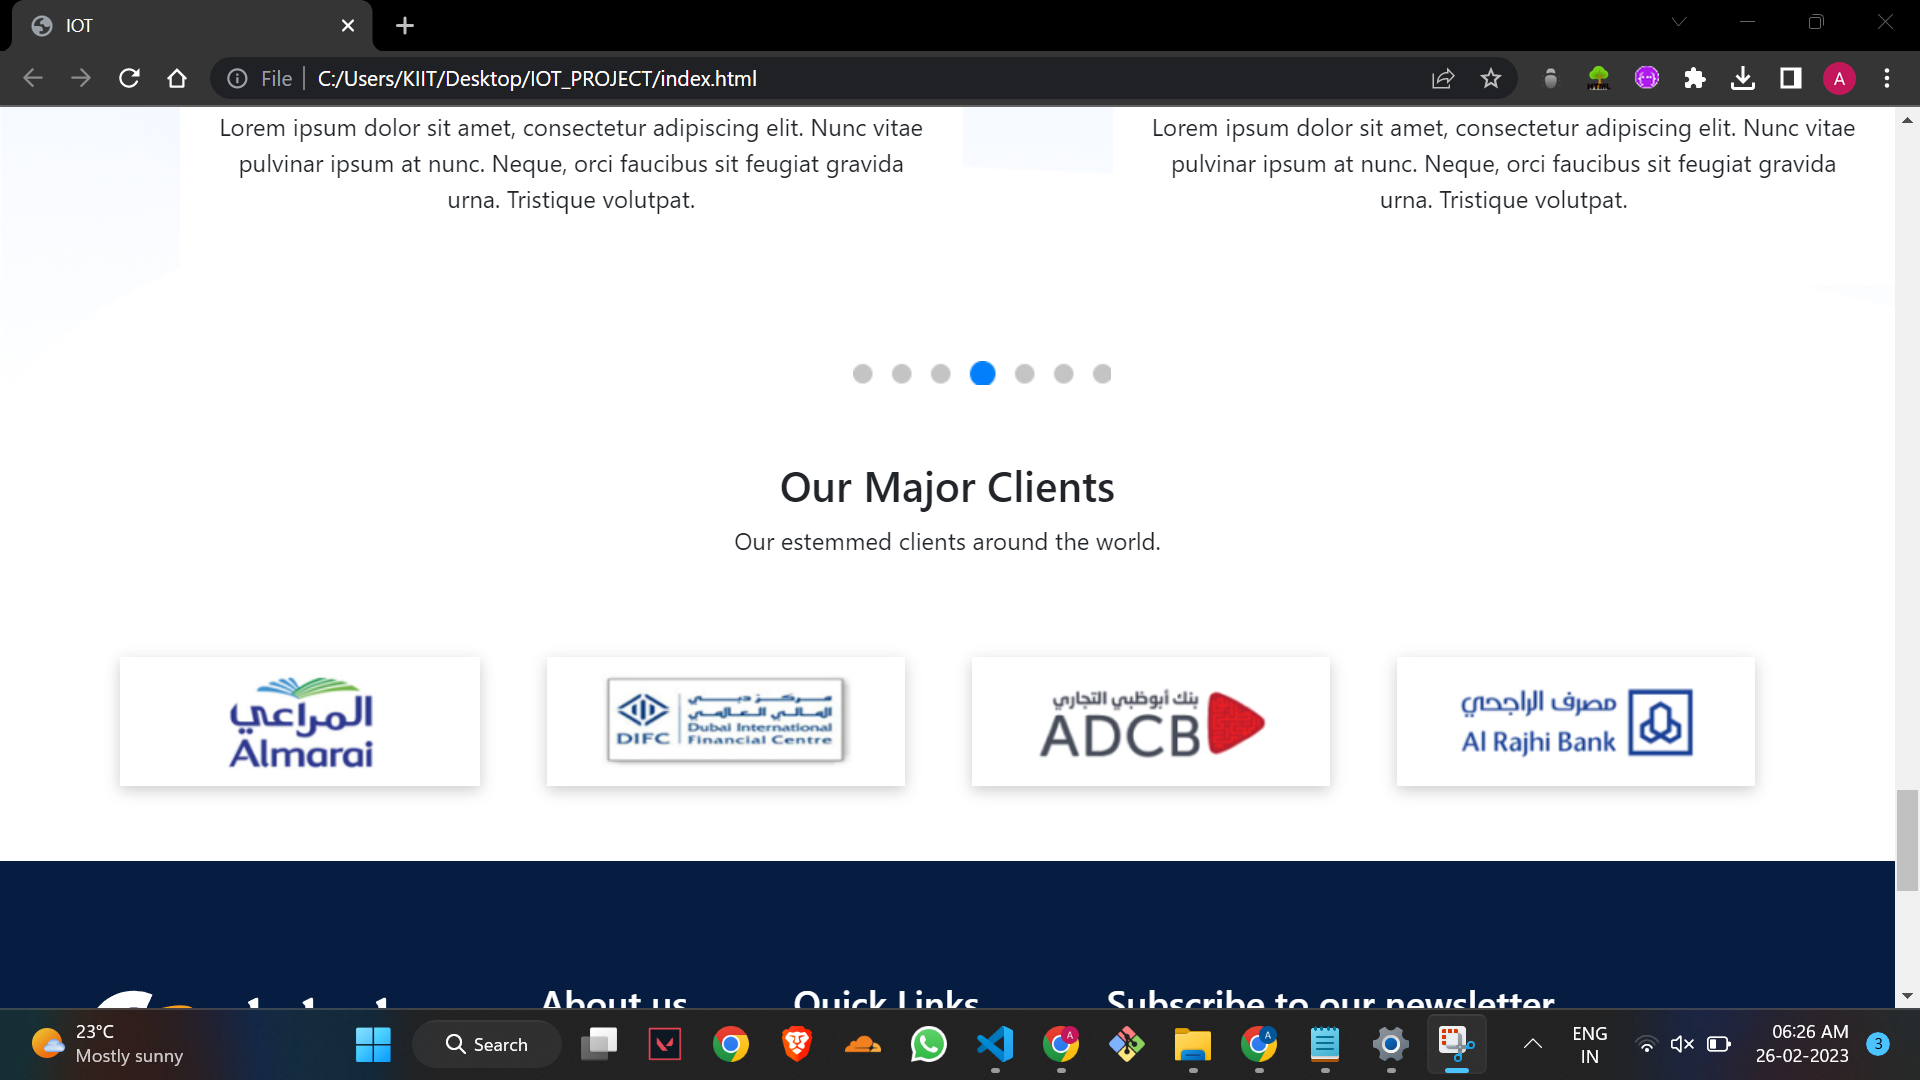 IOT
File
C:/Users/KIIT/Desktop/IOT_PROJECT/index.html
A
Lorem ipsum dolor sit amet, consectetur adipiscing elit. Nunc vitae
pulvinar ipsum at nunc. Neque, orci faucibus sit feugiat gravida
urna. Tristique volutpat.
Lorem ipsum dolor sit amet, consectetur adipiscing elit. Nunc vitae
pulvinar ipsum at nunc. Neque, orci faucibus sit feugiat gravida
urna. Tristique volutpat.
Our Major Clients
Our estemmed clients around the world.
المراعي
Almarai
مركز دبي
المالي العالمي
DIFC
Dubai International
Financial Centre
بنك أبوظبي التجاري
ADCB
مصرف الراجحي
Al Rajhi Bank
About us
Quick Links
Subscribe to our newsletter
23°C
Mostly sunny
Search
A
A
ENG
IN
06:26 AM
26-02-2023
3